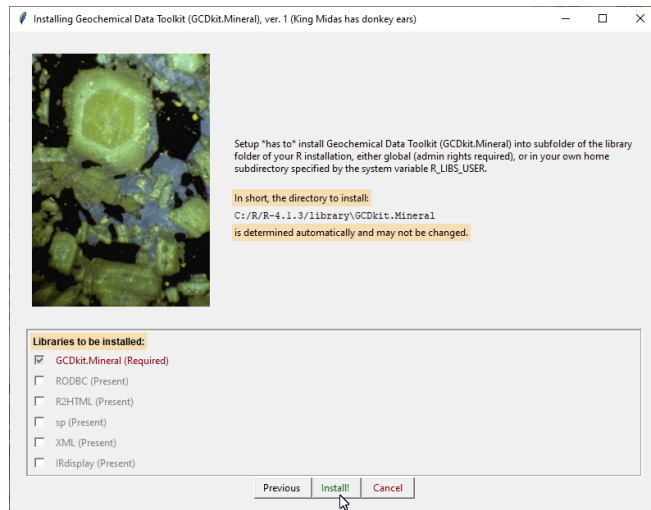 Installing Geochemical Data Toolkit (GCDkit.Mineral), ver. 1 (King Midas has donkey ears)
Setup *has to* install Geochemical Data Toolkit (GCDkit.Mineral) into subfolder of the library
folder of your R installation, either global (admin rights required), or in your own home
subdirectory specified by the system variable R_LIBS_USER.
In short, the directory to install:
C:/R/R-4.1.3/library\GCDkit.Mineral
is determined automatically and may not be changed.
Libraries to be installed:
GCDkit.Mineral (Required)
RODBC (Present)
R2HTML (Present)
sp (Present)
XML (Present)
IRdisplay (Present)
Previous Install! Cancel